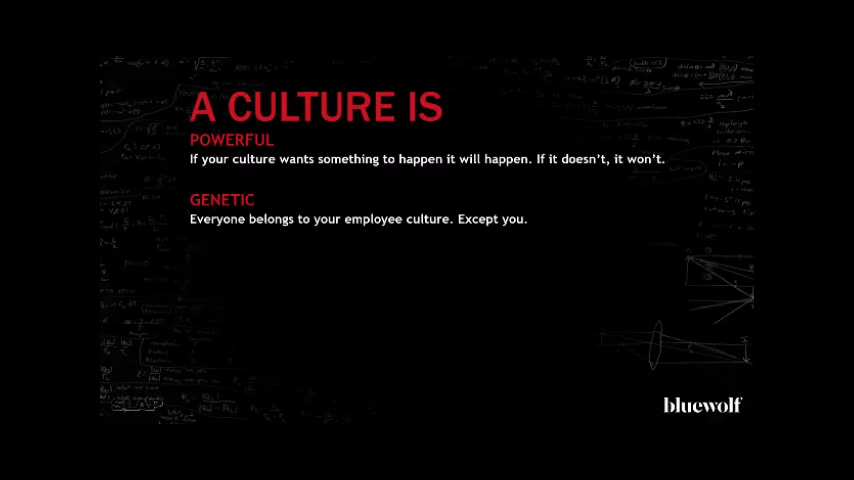 A CULTURE IS
POWERFUL
If your culture wants something to happen it will happen. If it doesn't, it won't.
GENETIC
Everyone belongs to your employee culture. Except you.
bluewolf